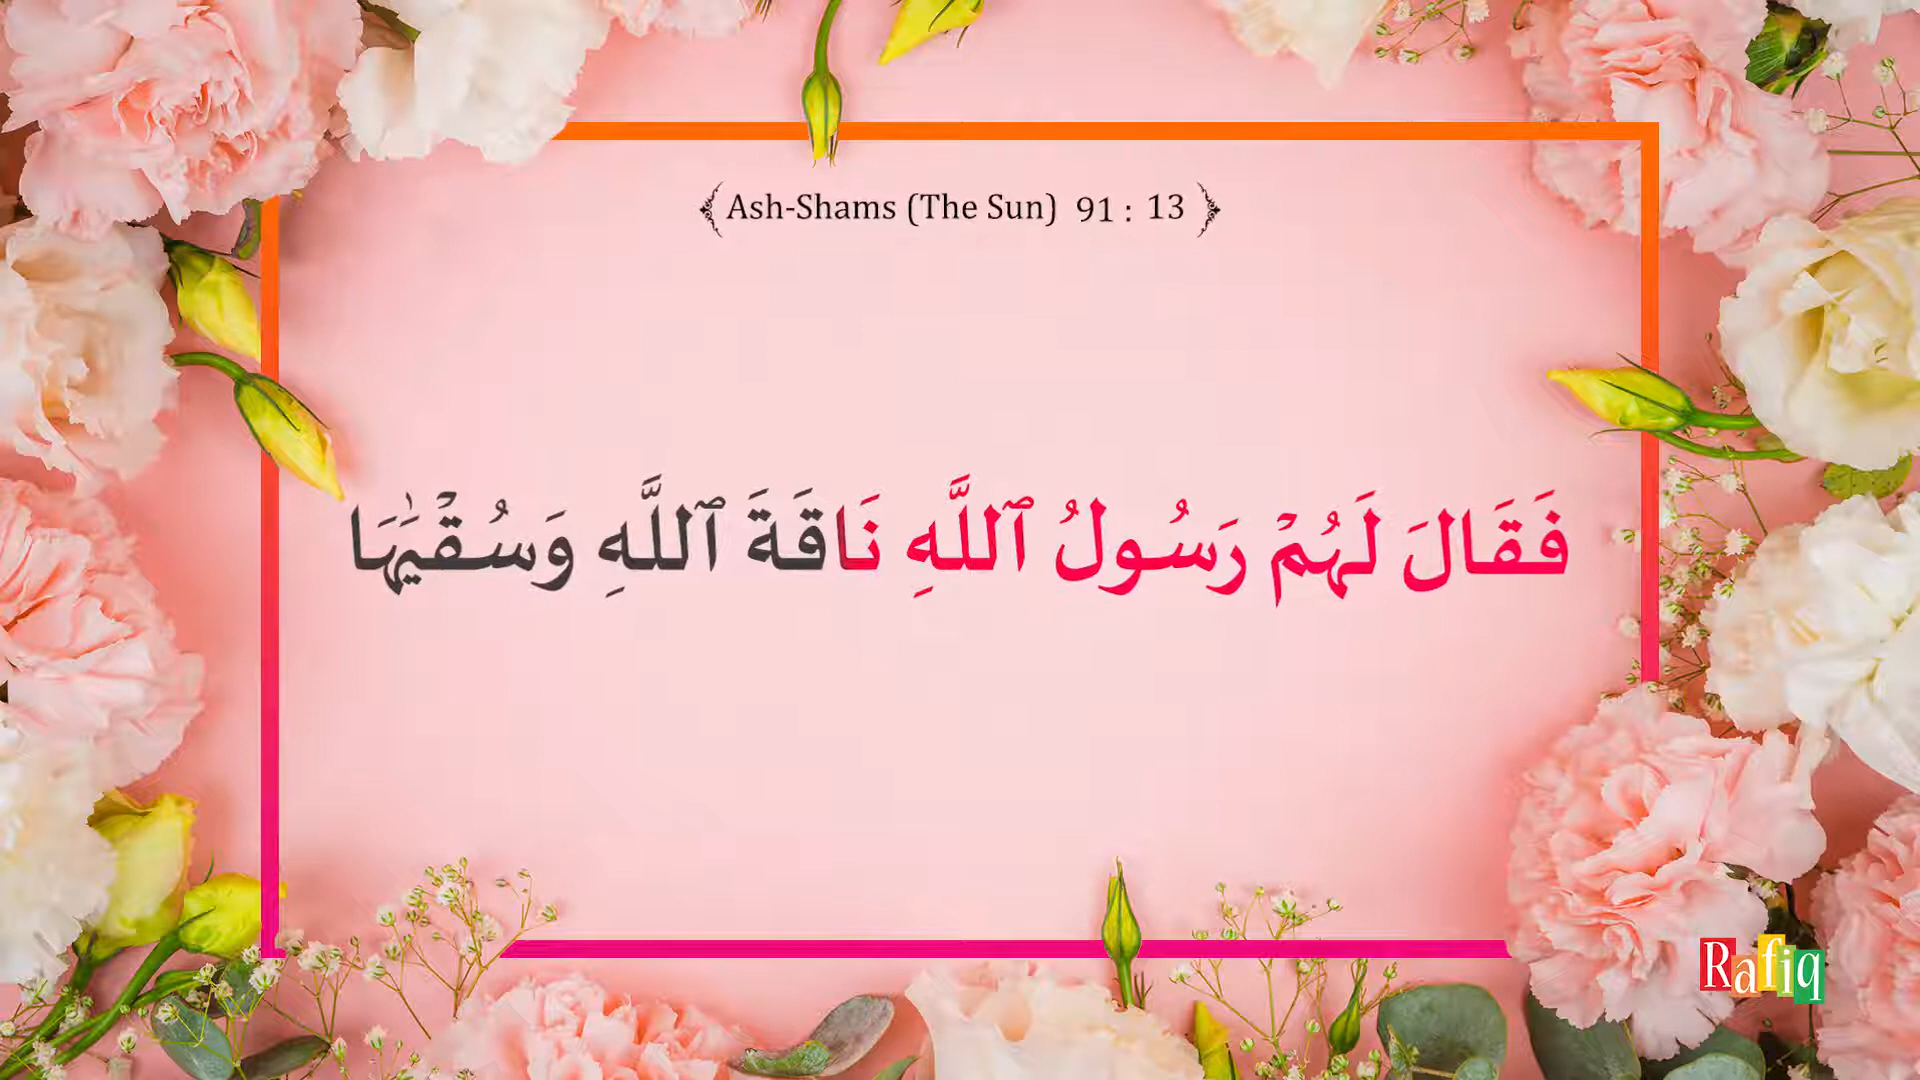 Ash-Shams (The Sun) 91 : 13
فَقَالَ لَهُمْ رَسُولُ ٱللَّهِ نَاقَةَ ٱللَّهِ وَسُقْيَـٰهَا
Rafiq